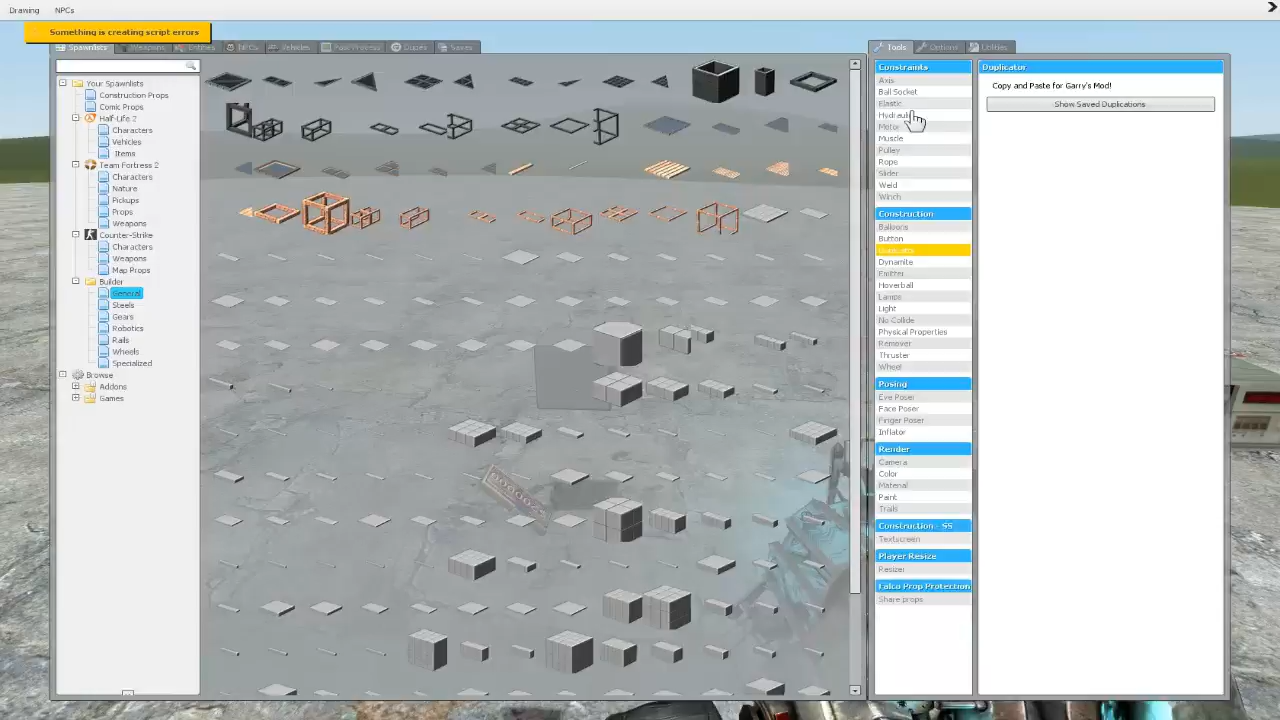 Drawing NPCs
Something is creating script errors
Spawnlists Weapons Entities NPCs Vehicles Post Process Dupes Saves
Your Spawnlists
Construction Props
Comic Props
Half-Life 2
Characters
Vehicles
Items
Team Fortress 2
Characters
Nature
Pickups
Props
Weapons
Counter-Strike
Characters
Weapons
Map Props
Builder
General
Steels
Gears
Robotics
Rails
Wheels
Specialized
Browse
Addons
Games
Tools Options Utilities
Constraints
Axis
Ball Socket
Elastic
Hydraulic
Motor
Muscle
Pulley
Rope
Slider
Weld
Winch
Construction
Balloons
Button
Duplicator
Dynamite
Emitter
Hoverball
Lamps
Light
No Collide
Physical Properties
Remover
Thruster
Wheel
Posing
Eye Poser
Face Poser
Finger Poser
Inflator
Render
Camera
Color
Material
Paint
Trails
Construction - SS
Textscreen
Player Resize
Resizer
Falco Prop Protection
Share props
Duplicator
Copy and Paste for Garry's Mod!
Show Saved Duplications